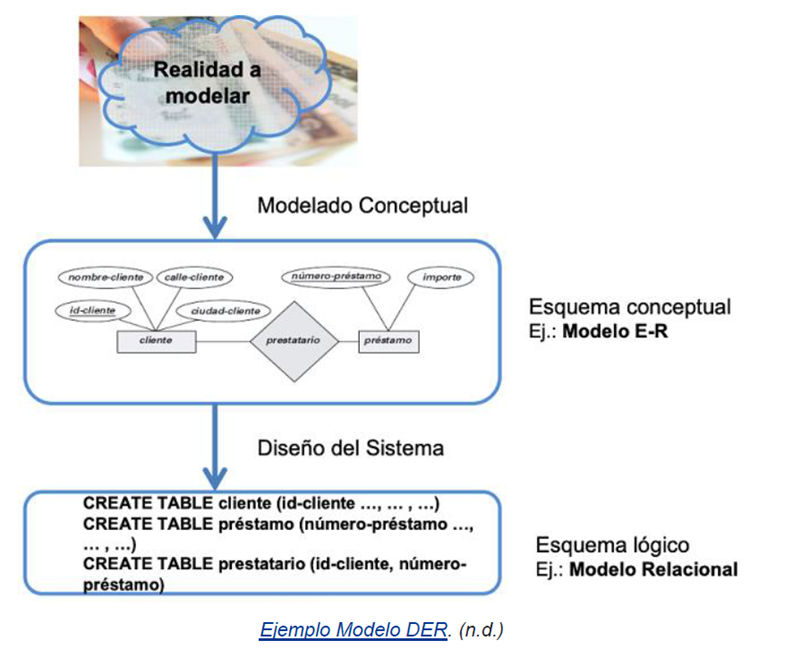 Realidad a
modelar
Modelado Conceptual
nombre-cliente
calle-cliente
número-préstamo
importe
id-cliente
ciudad-cliente
cliente
prestatario
préstamo
Esquema conceptual
Ej.: Modelo E-R
Diseño del Sistema
CREATE TABLE cliente (id-cliente ..., ... , ...)
CREATE TABLE préstamo (número-préstamo ...,
... , ...)
CREATE TABLE prestatario (id-cliente, número-
préstamo)
Esquema lógico
Ej.: Modelo Relacional
Ejemplo Modelo DER. (n.d.)